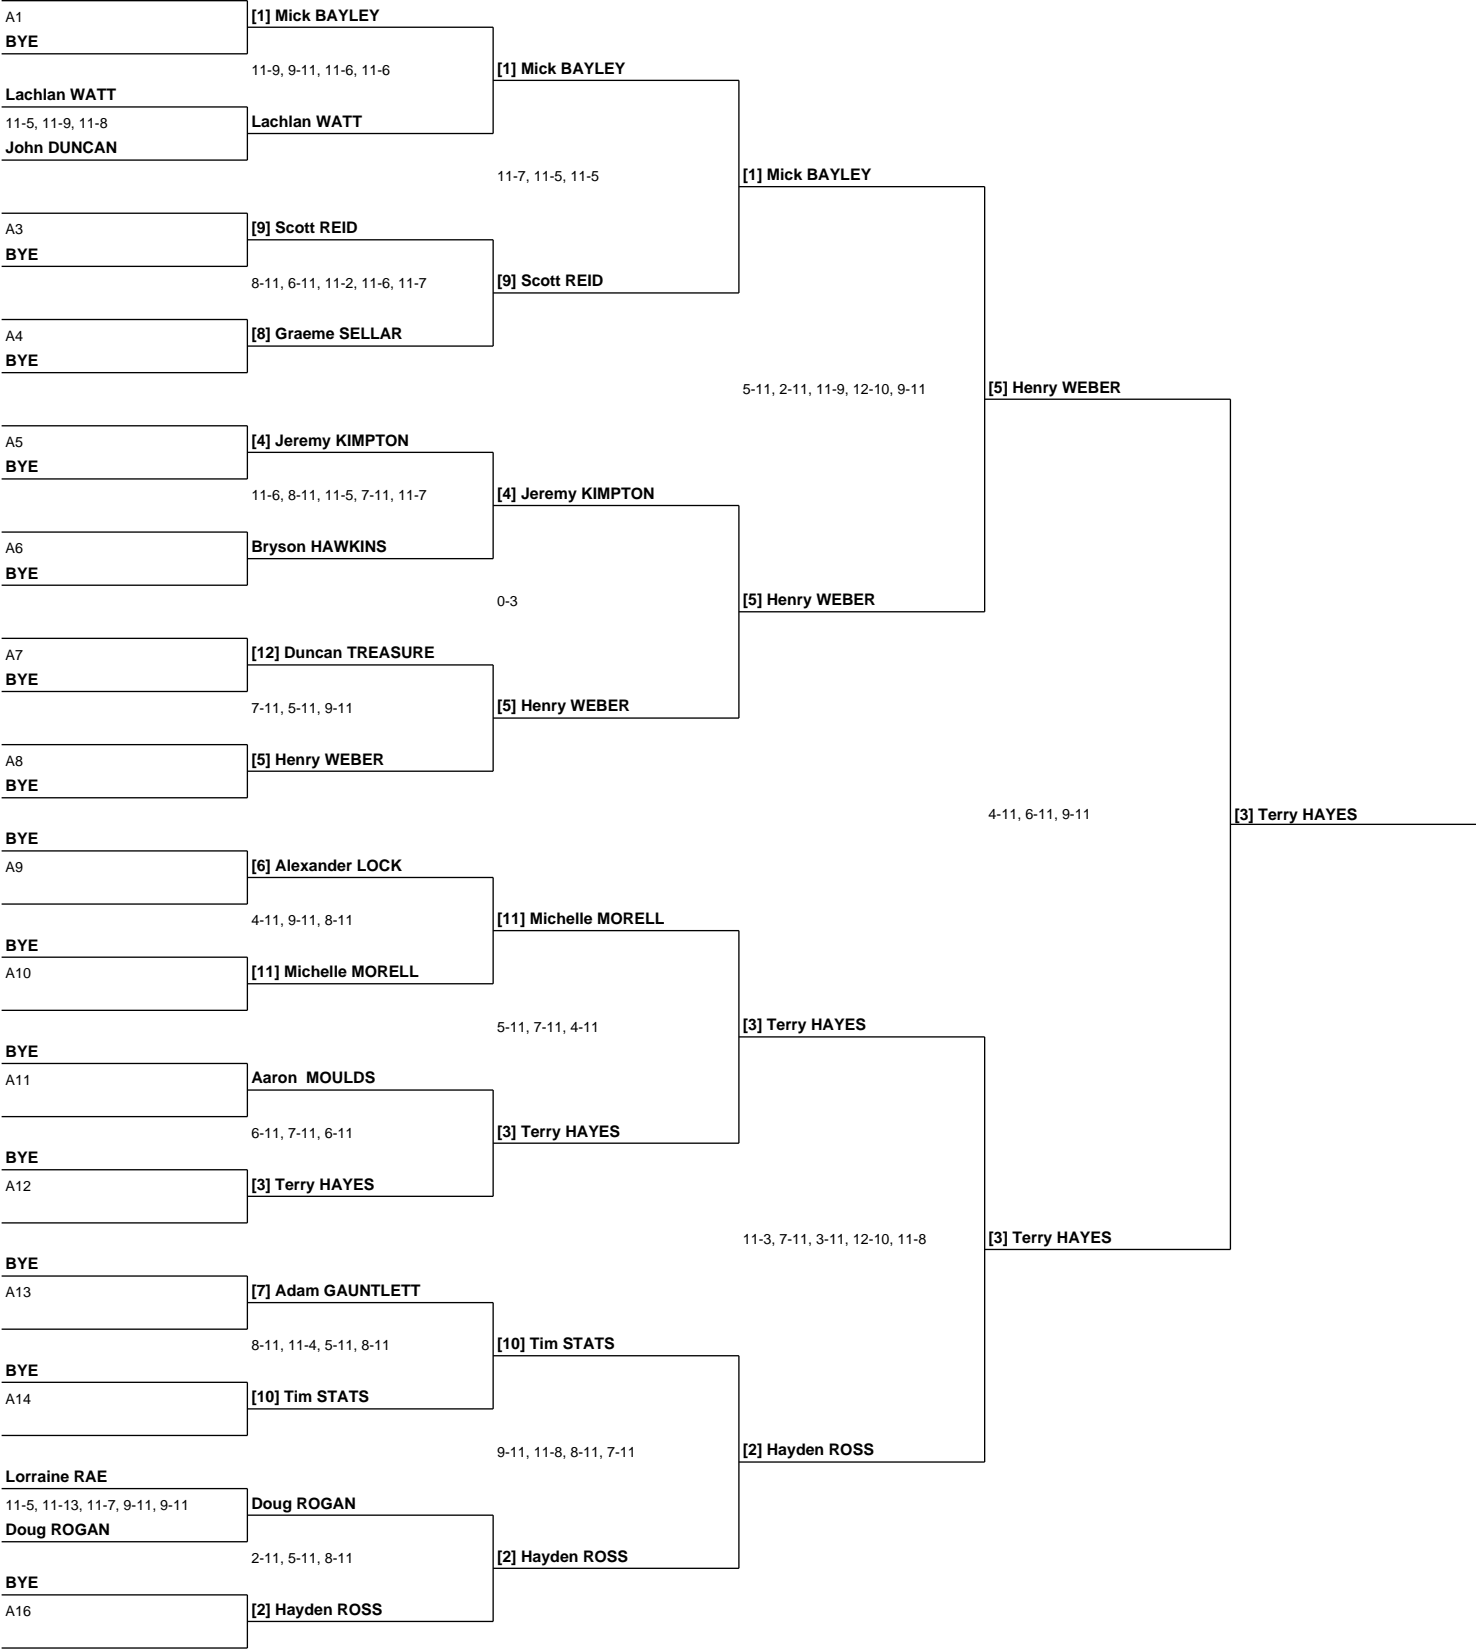 A1
[1] Mick BAYLEY
BYE
11-9, 9-11, 11-6, 11-6
[1] Mick BAYLEY
Lachlan WATT
11-5, 11-9, 11-8
Lachlan WATT
John DUNCAN
11-7, 11-5, 11-5
[1] Mick BAYLEY
A3
[9] Scott REID
BYE
8-11, 6-11, 11-2, 11-6, 11-7
[9] Scott REID
A4
[8] Graeme SELLAR
BYE
5-11, 2-11, 11-9, 12-10, 9-11
[5] Henry WEBER
A5
[4] Jeremy KIMPTON
BYE
11-6, 8-11, 11-5, 7-11, 11-7
[4] Jeremy KIMPTON
A6
Bryson HAWKINS
BYE
0-3
[5] Henry WEBER
A7
[12] Duncan TREASURE
BYE
7-11, 5-11, 9-11
[5] Henry WEBER
A8
[5] Henry WEBER
BYE
4-11, 6-11, 9-11
[3] Terry HAYES
BYE
A9
[6] Alexander LOCK
4-11, 9-11, 8-11
[11] Michelle MORELL
BYE
A10
[11] Michelle MORELL
5-11, 7-11, 4-11
[3] Terry HAYES
BYE
A11
Aaron  MOULDS
6-11, 7-11, 6-11
[3] Terry HAYES
BYE
A12
[3] Terry HAYES
11-3, 7-11, 3-11, 12-10, 11-8
[3] Terry HAYES
BYE
A13
[7] Adam GAUNTLETT
8-11, 11-4, 5-11, 8-11
[10] Tim STATS
BYE
A14
[10] Tim STATS
9-11, 11-8, 8-11, 7-11
[2] Hayden ROSS
Lorraine RAE
11-5, 11-13, 11-7, 9-11, 9-11
Doug ROGAN
Doug ROGAN
2-11, 5-11, 8-11
[2] Hayden ROSS
BYE
A16
[2] Hayden ROSS